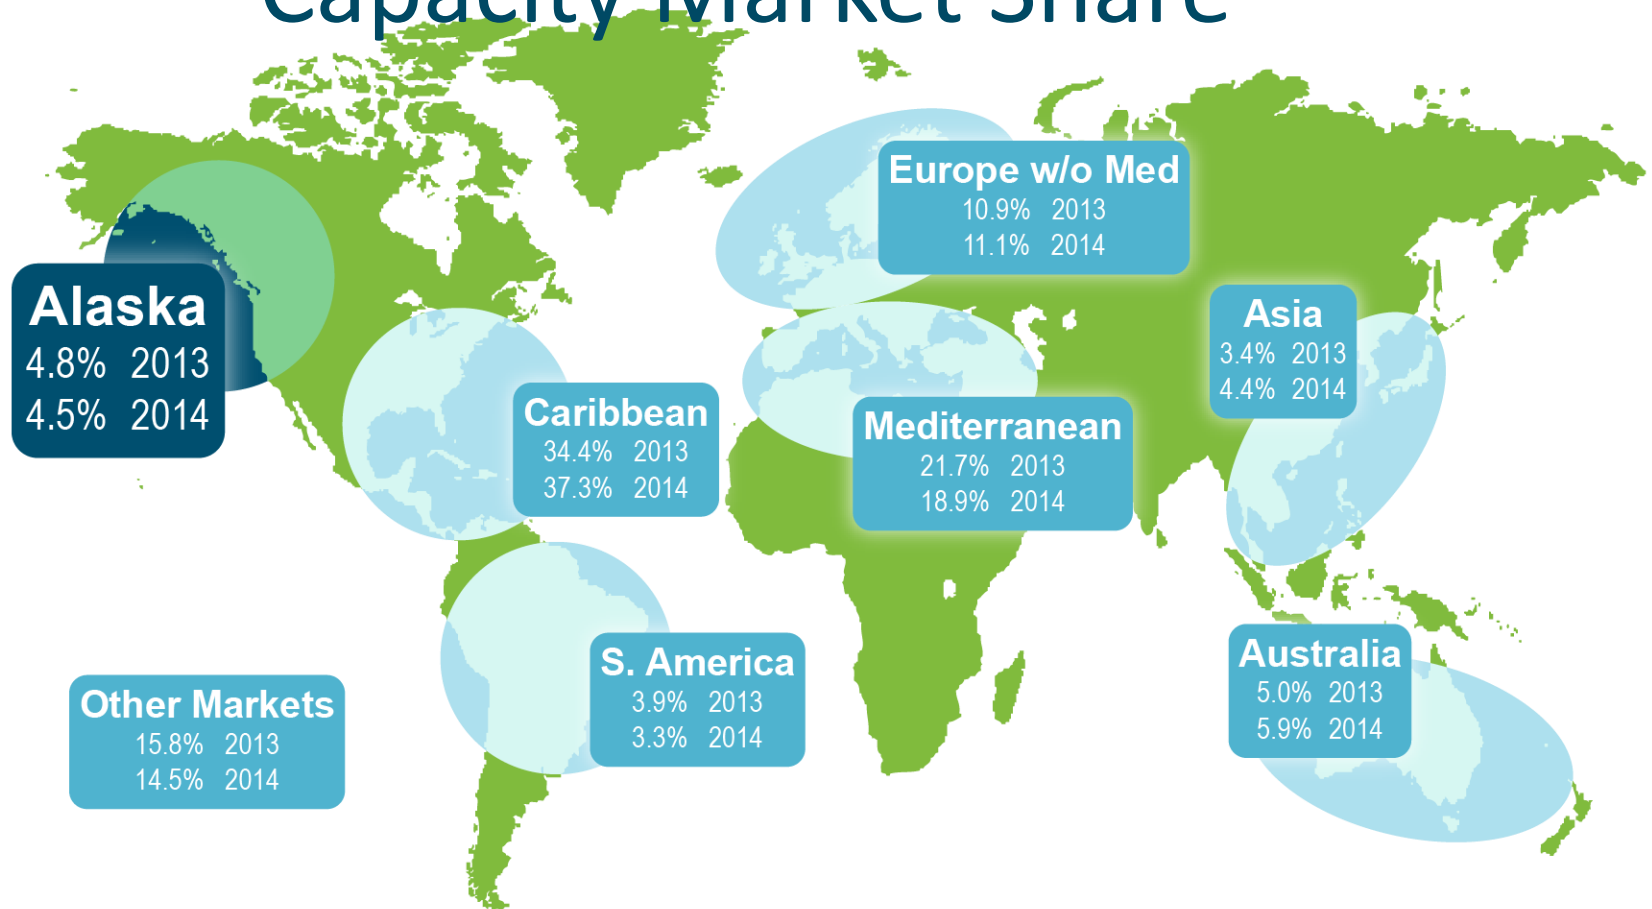 Capacity Market Share
Europe w/o Med
10.9% 2013
11.1% 2014
Alaska
4.8% 2013
4.5% 2014
Asia
3.4% 2013
4.4% 2014
Caribbean
34.4% 2013
37.3% 2014
Mediterranean
21.7% 2013
18.9% 2014
S. America
3.9% 2013
3.3% 2014
Australia
5.0% 2013
5.9% 2014
Other Markets
15.8% 2013
14.5% 2014